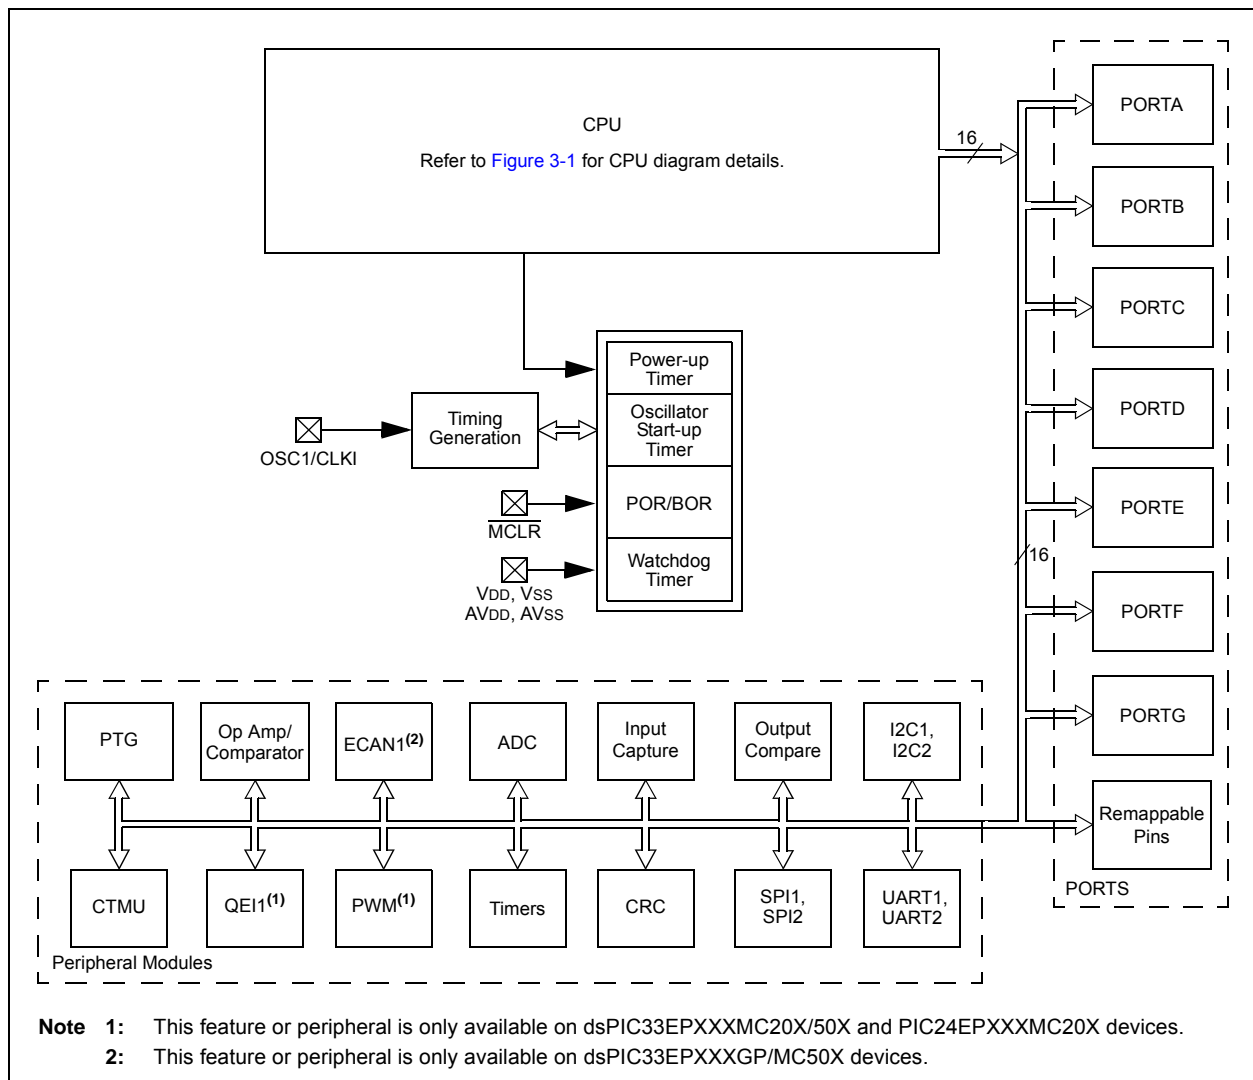 CPU
Refer to Figure 3-1 for CPU diagram details.
16
PORTA
PORTB
PORTC
PORTD
PORTE
16
PORTF
PORTG
Remappable
Pins
PORTS
Power-up
Timer
Oscillator
Start-up
Timer
POR/BOR
Watchdog
Timer
Timing
Generation
OSC1/CLKI
MCLR
VDD, VSS
AVDD, AVSS
PTG
Op Amp/
Comparator
ECAN1(2)
ADC
Input
Capture
Output
Compare
I2C1,
I2C2
CTMU
QEI1(1)
PWM(1)
Timers
CRC
SPI1,
SPI2
UART1,
UART2
Peripheral Modules
Note 1: This feature or peripheral is only available on dsPIC33EPXXXMC20X/50X and PIC24EPXXXMC20X devices.
2: This feature or peripheral is only available on dsPIC33EPXXXGP/MC50X devices.